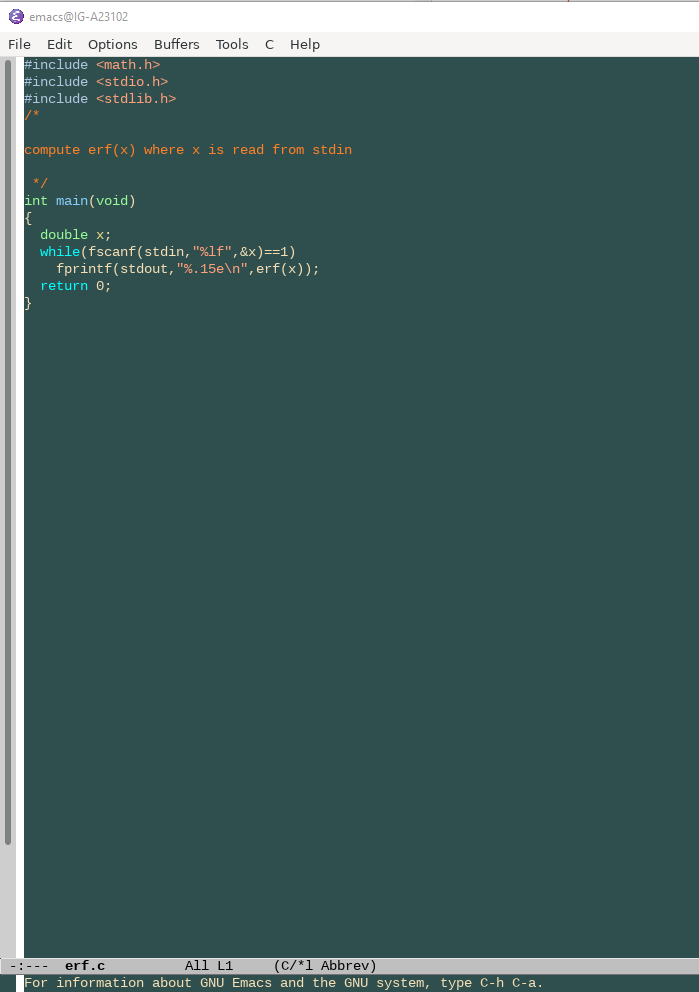 emacs@IG-A23102
File Edit Options Buffers Tools C Help
#include <math.h>
#include <stdio.h>
#include <stdlib.h>
/*
compute erf(x) where x is read from stdin
 */
int main(void)
{
  double x;
  while(fscanf(stdin,"%lf",&x)==1)
    fprintf(stdout,"%.15e\n",erf(x));
  return 0;
}
-:--- erf.c All L1 (C/*l Abbrev)
For information about GNU Emacs and the GNU system, type C-h C-a.